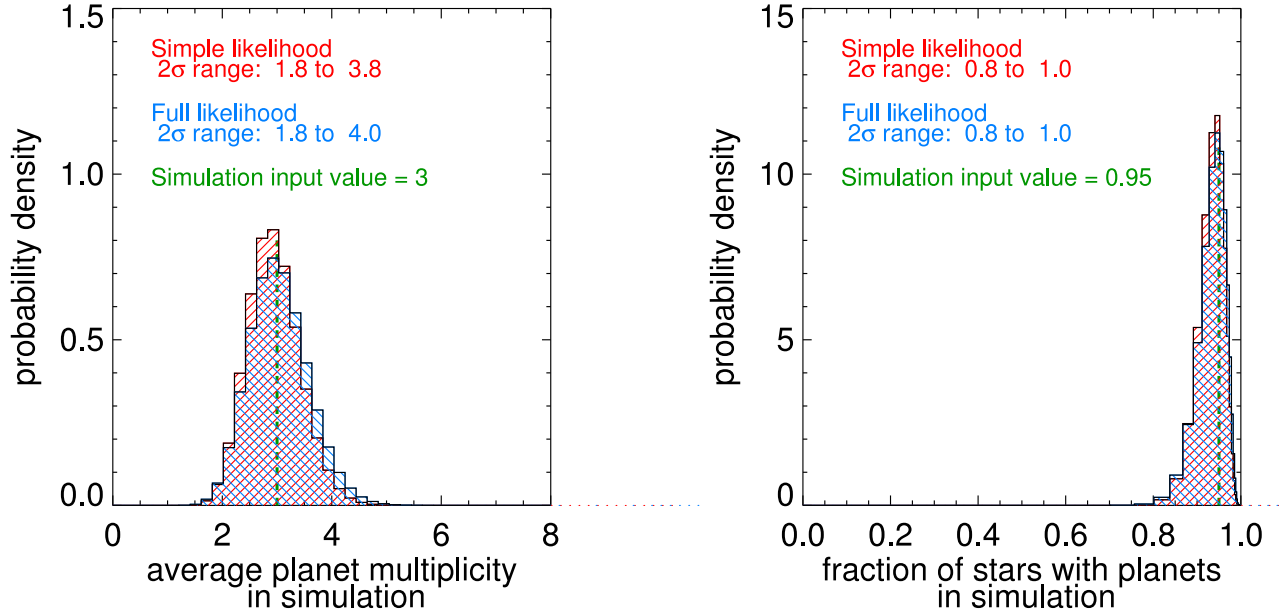 1.5
1.0
0.5
0.0
probability density
Simple likelihood
2σ range: 1.8 to 3.8
Full likelihood
2σ range: 1.8 to 4.0
Simulation input value = 3
0 2 4 6 8
average planet multiplicity
in simulation
15
10
5
0
probability density
Simple likelihood
2σ range: 0.8 to 1.0
Full likelihood
2σ range: 0.8 to 1.0
Simulation input value = 0.95
0.0 0.2 0.4 0.6 0.8 1.0
fraction of stars with planets
in simulation